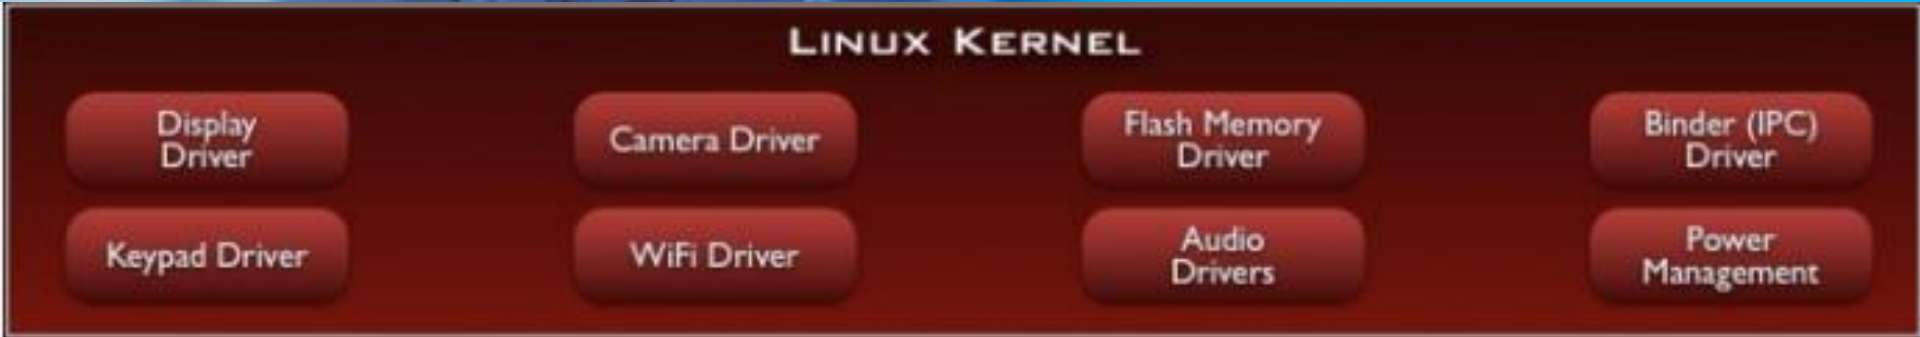 LINUX KERNEL
Display
Driver
Camera Driver
Flash Memory
Driver
Binder (IPC)
Driver
Keypad Driver
WiFi Driver
Audio
Drivers
Power
Management